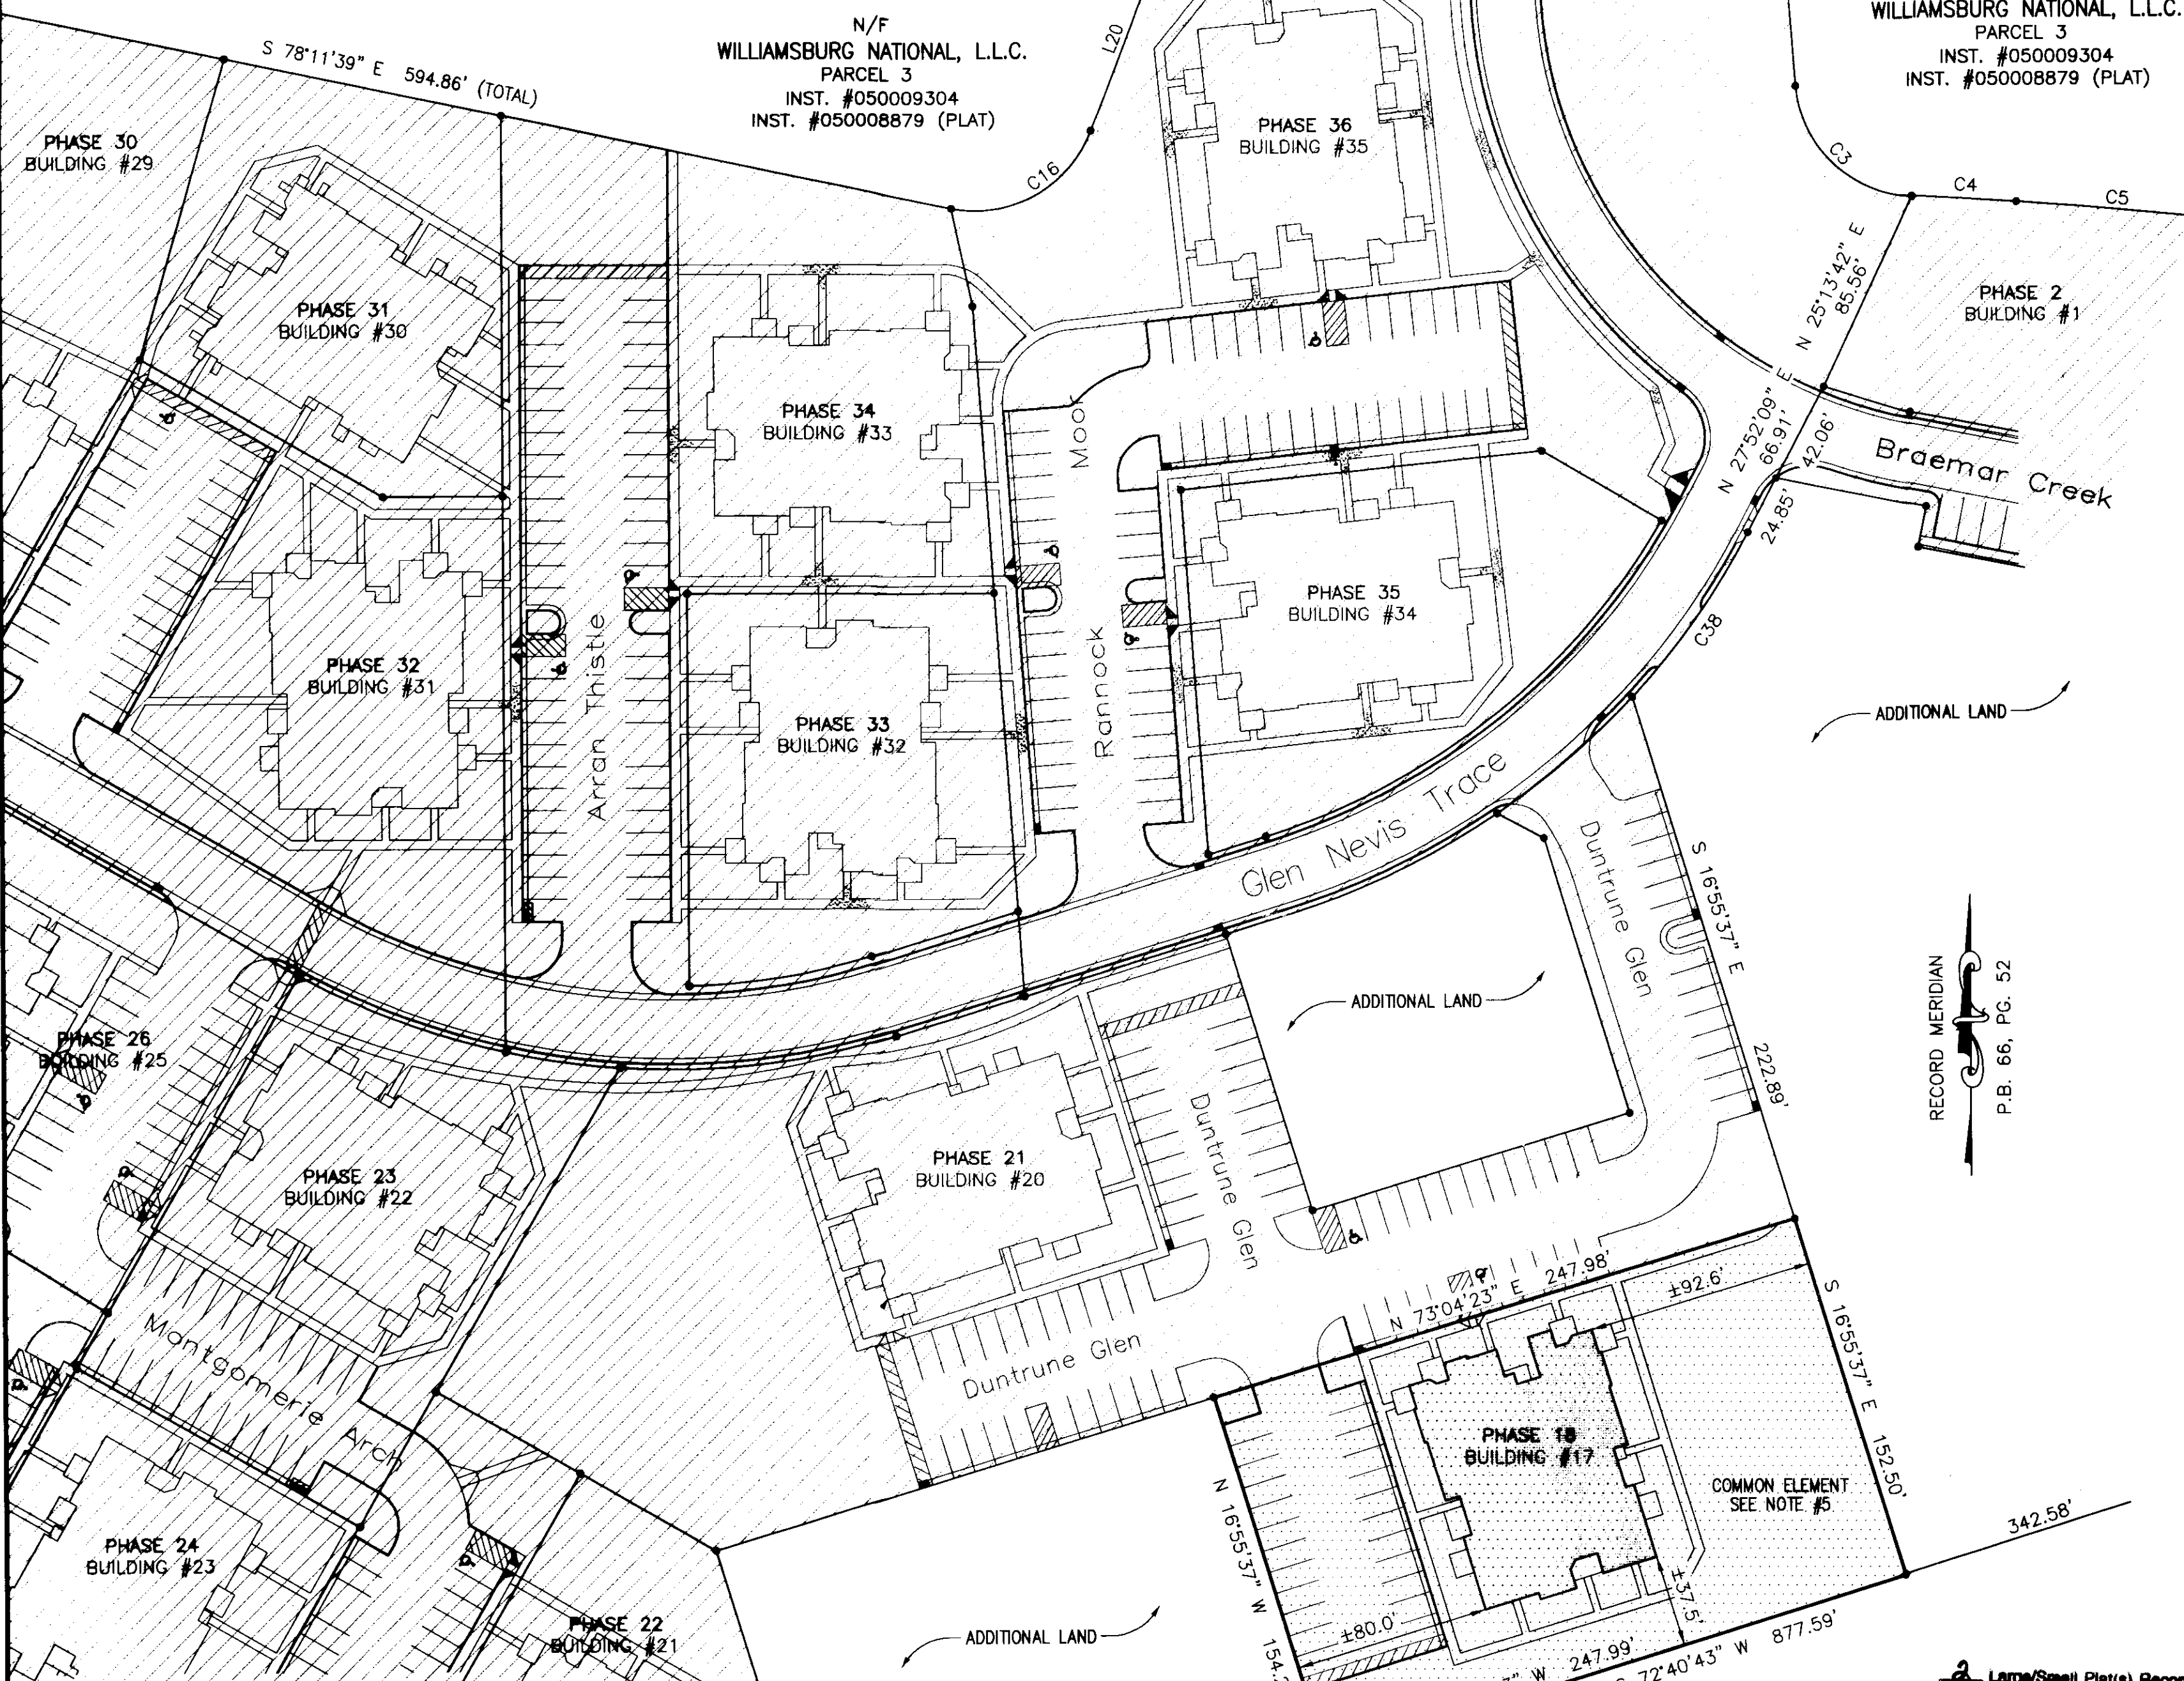 N/F
WILLIAMSBURG NATIONAL, L.L.C.
PARCEL 3
INST. #050009304
INST. #050008879 (PLAT)
WILLIAMSBURG NATIONAL, L.L.C.
PARCEL 3
INST. #050009304
INST. #050008879 (PLAT)
S 78°11'39" E 594.86' (TOTAL)
L20
C16
C3
C4
C5
PHASE 30
BUILDING #29
PHASE 36
BUILDING #35
N 25°13'42" E
85.56'
PHASE 2
BUILDING #1
PHASE 31
BUILDING #30
PHASE 34
BUILDING #33
N 27°52'09" E
66.91'
42.06'
24.85'
Braemar Creek
Rannock Moor
PHASE 35
BUILDING #34
C38
Arran Thistle
PHASE 32
BUILDING #31
PHASE 33
BUILDING #32
ADDITIONAL LAND
Glen Nevis Trace
Duntrune Glen
S 16°55'37" E
222.89'
RECORD MERIDIAN
P.B. 66, PG. 52
ADDITIONAL LAND
PHASE 26
BUILDING #25
PHASE 23
BUILDING #22
PHASE 21
BUILDING #20
Duntrune Glen
N 73°04'23" E 247.98'
±92.6'
S 16°55'37" E 152.50'
Montgomerie Arch
Duntrune Glen
PHASE 18
BUILDING #17
COMMON ELEMENT
SEE NOTE #5
342.58'
N 16°55'37" W 154.
PHASE 24
BUILDING #23
PHASE 22
BUILDING #21
ADDITIONAL LAND
±80.0'
±37.5'
W 247.99'
72°40'43" W 877.59'
Large/Small Plat(s)